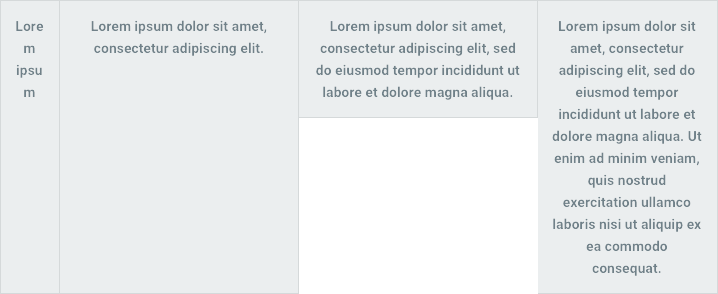 Lore
m
ipsu
m
Lorem ipsum dolor sit amet,
consectetur adipiscing elit.
Lorem ipsum dolor sit amet,
consectetur adipiscing elit, sed
do eiusmod tempor incididunt ut
labore et dolore magna aliqua.
Lorem ipsum dolor sit
amet, consectetur
adipiscing elit, sed do
eiusmod tempor
incididunt ut labore et
dolore magna aliqua. Ut
enim ad minim veniam,
quis nostrud
exercitation ullamco
laboris nisi ut aliquip ex
ea commodo
consequat.